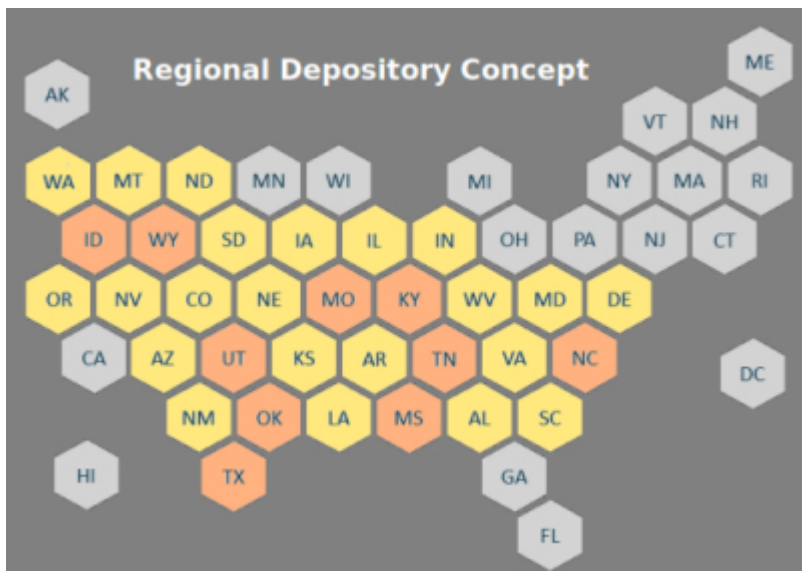 Regional Depository Concept
ME
AK
VT NH
WA MT ND MN WI MI NY MA RI
ID WY SD IA IL IN OH PA NJ CT
OR NV CO NE MO KY WV MD DE
CA AZ UT KS AR TN VA NC DC
NM OK LA MS AL SC
HI TX GA
FL